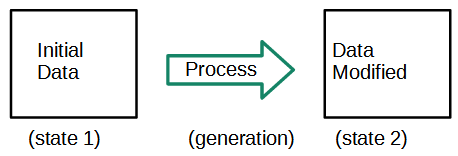 Initial
Data
Process
Data
Modified
(state 1)
(generation)
(state 2)